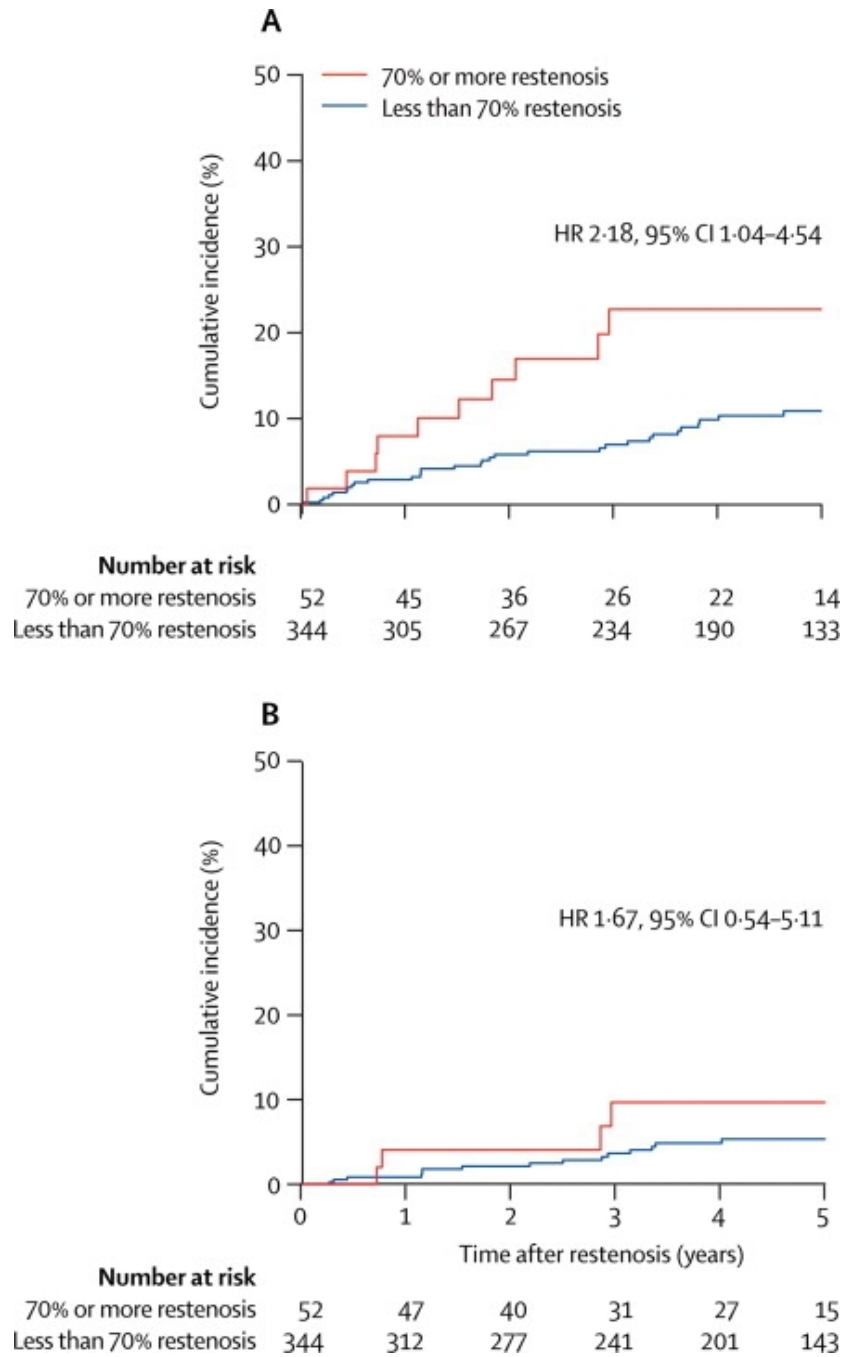 A
50
70% or more restenosis
Less than 70% restenosis
40
30
HR 2·18, 95% CI 1·04–4·54
20
10
0
Cumulative incidence (%)
Number at risk
70% or more restenosis 52 45 36 26 22 14
Less than 70% restenosis 344 305 267 234 190 133
B
50
40
30
HR 1·67, 95% CI 0·54–5·11
20
10
0
Cumulative incidence (%)
0 1 2 3 4 5
Time after restenosis (years)
Number at risk
70% or more restenosis 52 47 40 31 27 15
Less than 70% restenosis 344 312 277 241 201 143